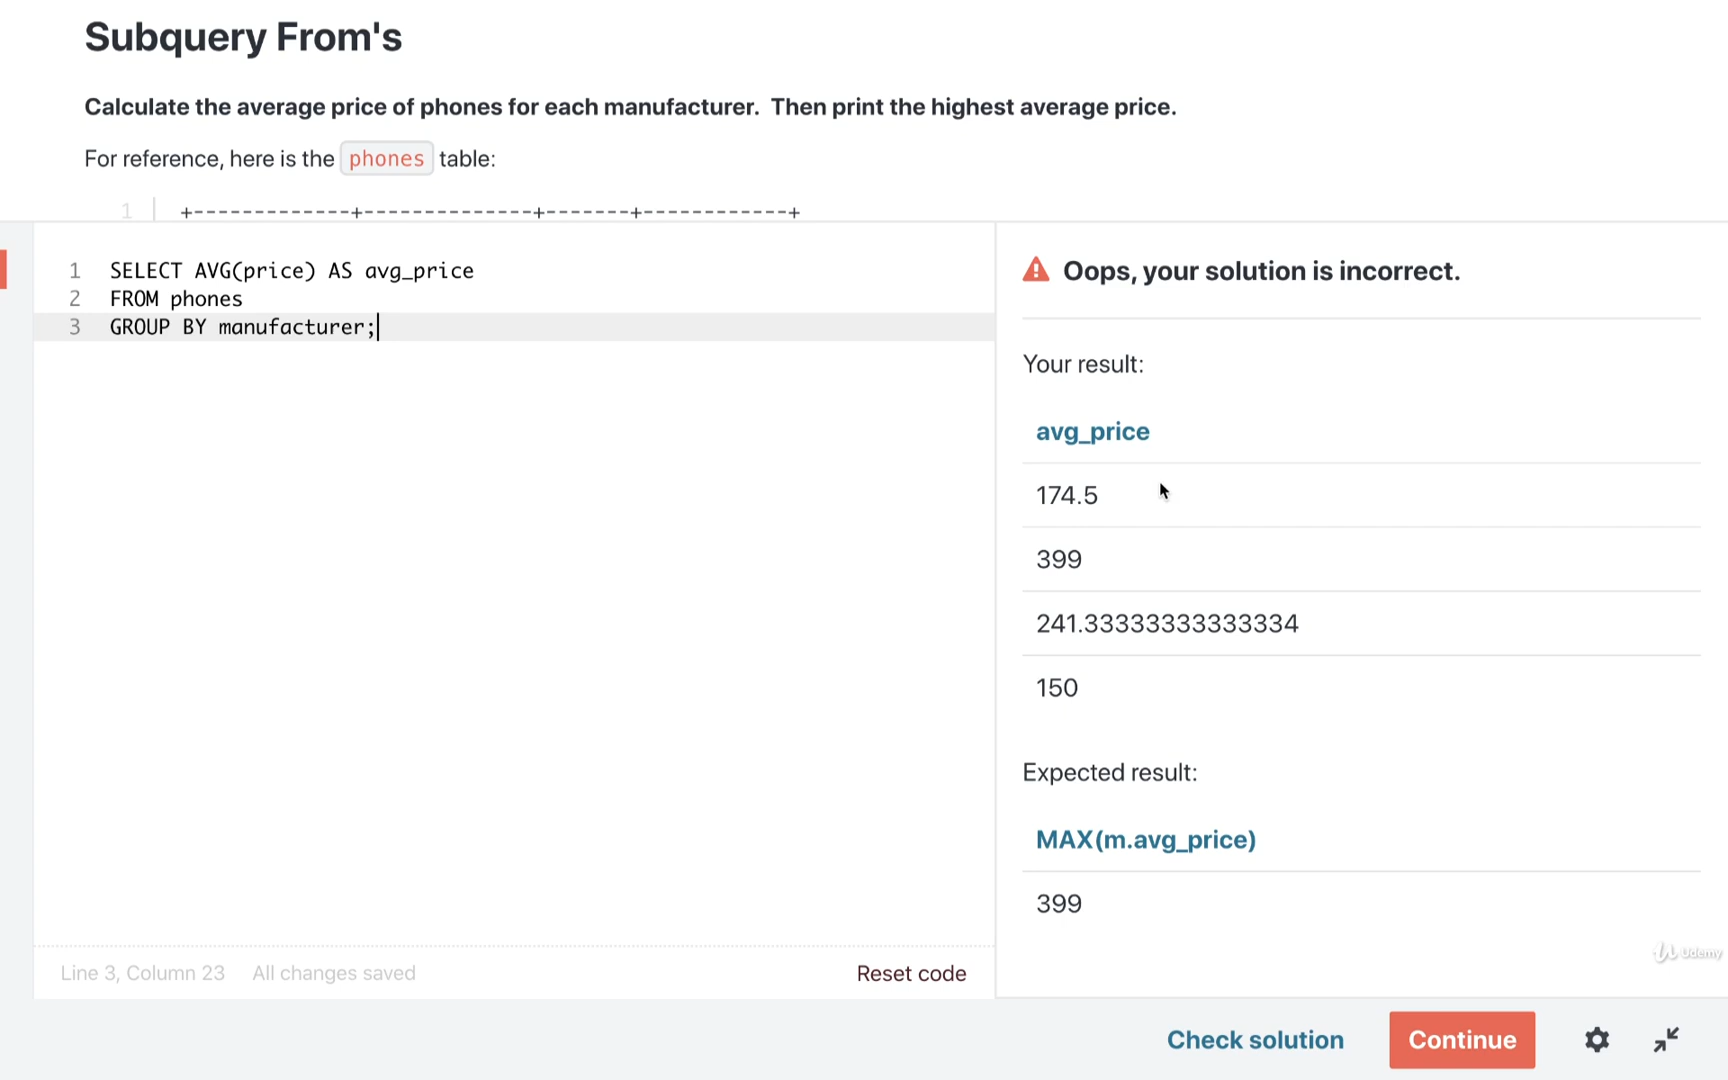 Subquery From's
Calculate the average price of phones for each manufacturer.  Then print the highest average price.
For reference, here is the phones table:
1 +-------------+--------------+-------+------------+
1 SELECT AVG(price) AS avg_price
2 FROM phones
3 GROUP BY manufacturer;
Oops, your solution is incorrect.
Your result:
avg_price
174.5
399
241.33333333333334
150
Expected result:
MAX(m.avg_price)
399
Udemy
Line 3, Column 23 All changes saved Reset code
Check solution Continue